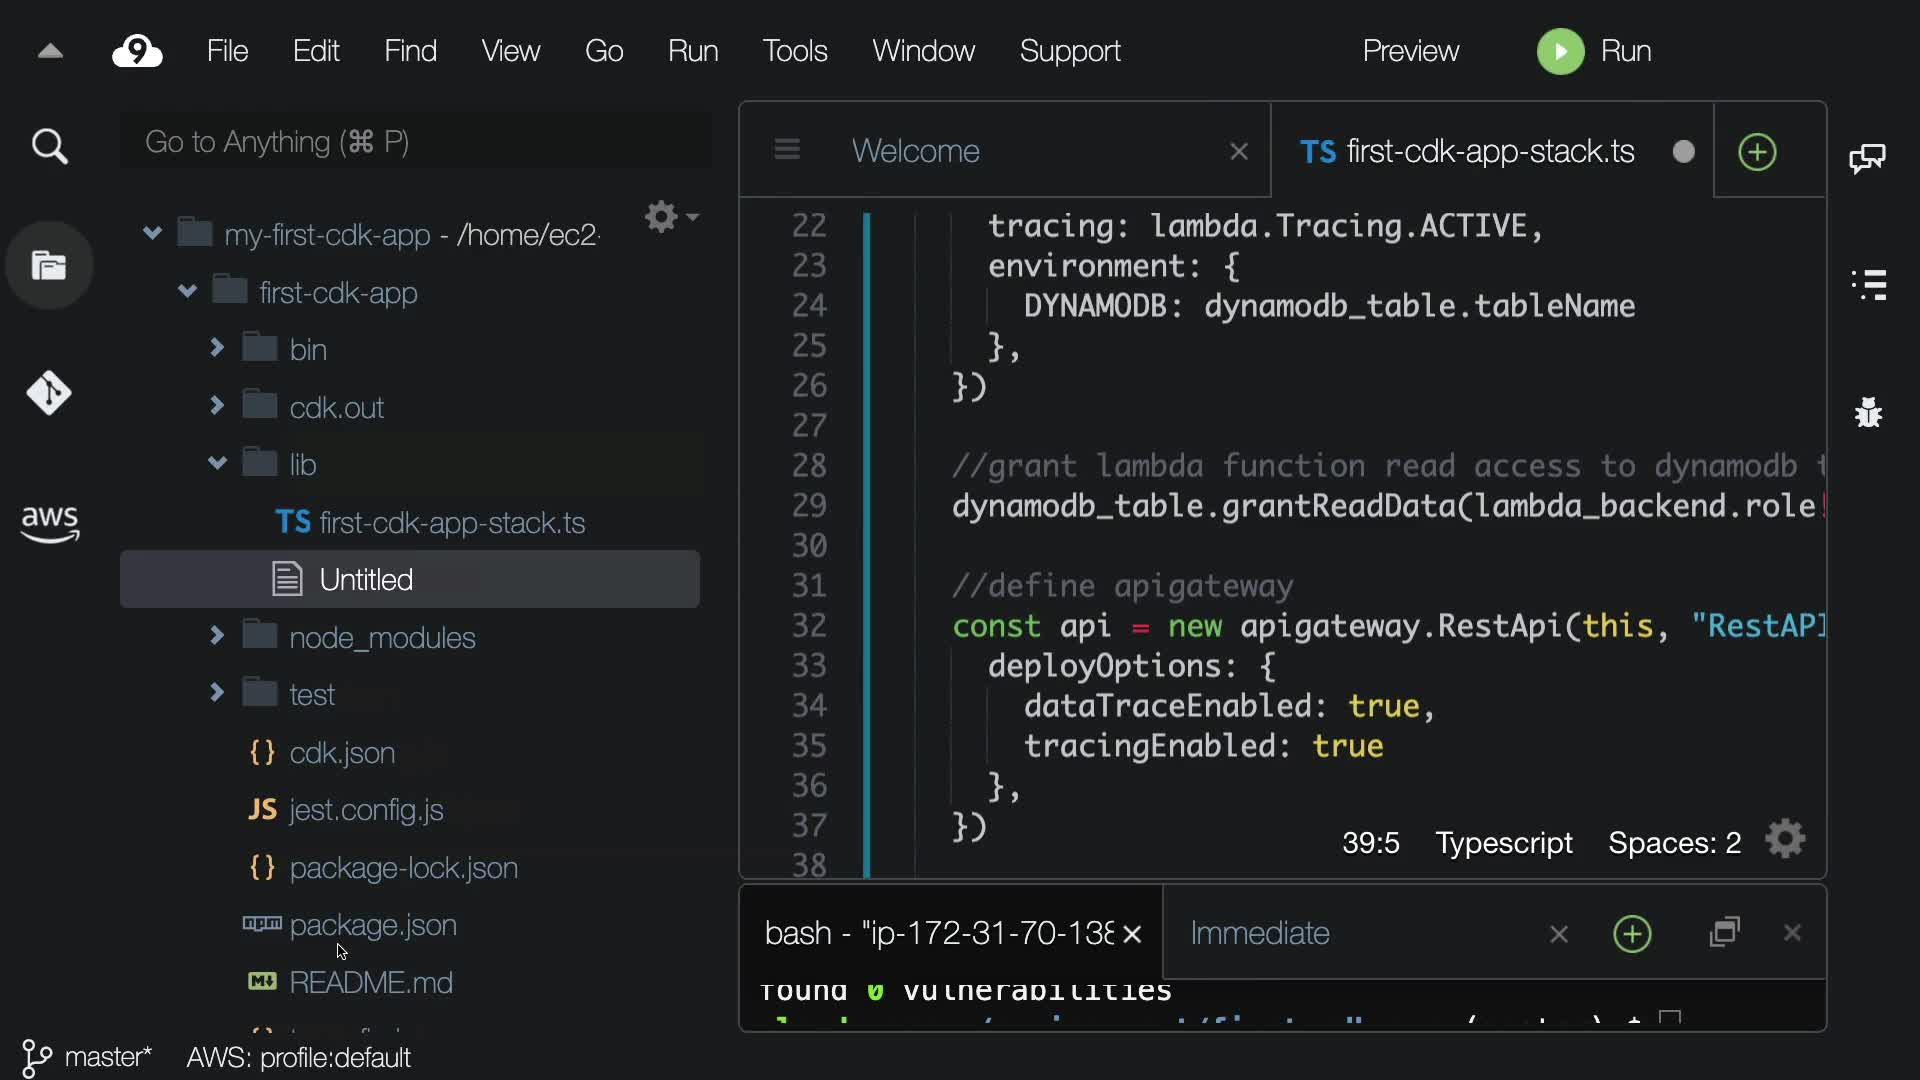 9 File Edit Find View Go Run Tools Window Support Preview Run
Go to Anything (⌘ P)
Welcome
TS first-cdk-app-stack.ts
my-first-cdk-app - /home/ec2-
first-cdk-app
bin
cdk.out
lib
TS first-cdk-app-stack.ts
Untitled
node_modules
test
{} cdk.json
JS jest.config.js
{} package-lock.json
package.json
M README.md
aws
22 tracing: lambda.Tracing.ACTIVE,
23 environment: {
24 DYNAMODB: dynamodb_table.tableName
25 },
26 })
27
28 //grant lambda function read access to dynamodb
29 dynamodb_table.grantReadData(lambda_backend.role!
30
31 //define apigateway
32 const api = new apigateway.RestApi(this, "RestAPI
33 deployOptions: {
34 dataTraceEnabled: true,
35 tracingEnabled: true
36 },
37 })
38
39:5 Typescript Spaces: 2
bash - "ip-172-31-70-138
Immediate
found 0 vulnerabilities
master* AWS: profile:default